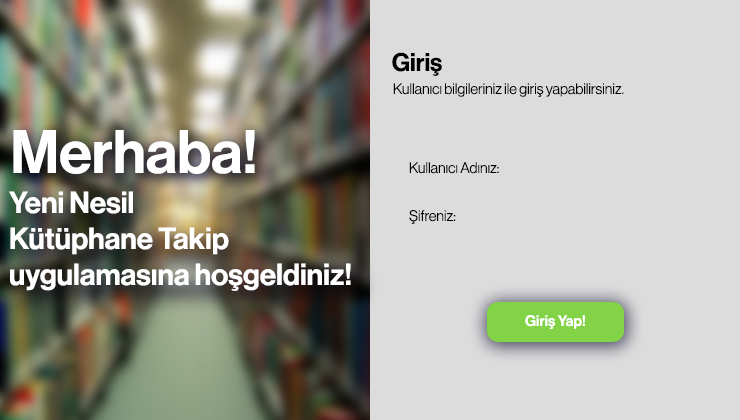 Merhaba!
Yeni Nesil
Kütüphane Takip
uygulamasına hoşgeldiniz!
Giriş
Kullanıcı bilgileriniz ile giriş yapabilirsiniz.
Kullanıcı Adınız:
Şifreniz:
Giriş Yap!